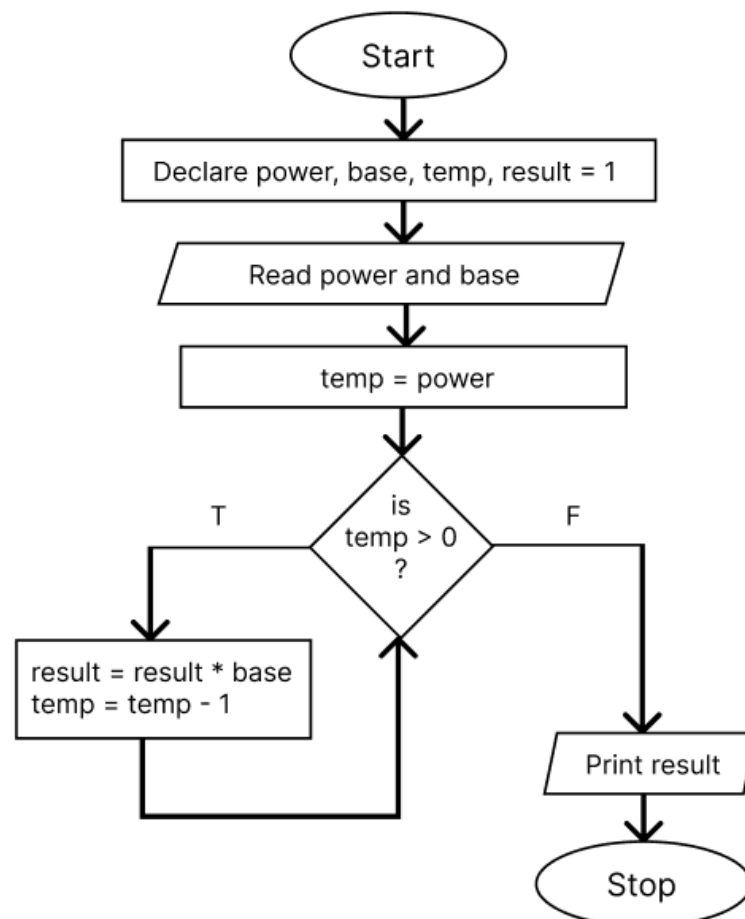 Start
Declare power, base, temp, result = 1
Read power and base
temp = power
is
temp > 0
?
T
F
result = result * base
temp = temp - 1
Print result
Stop